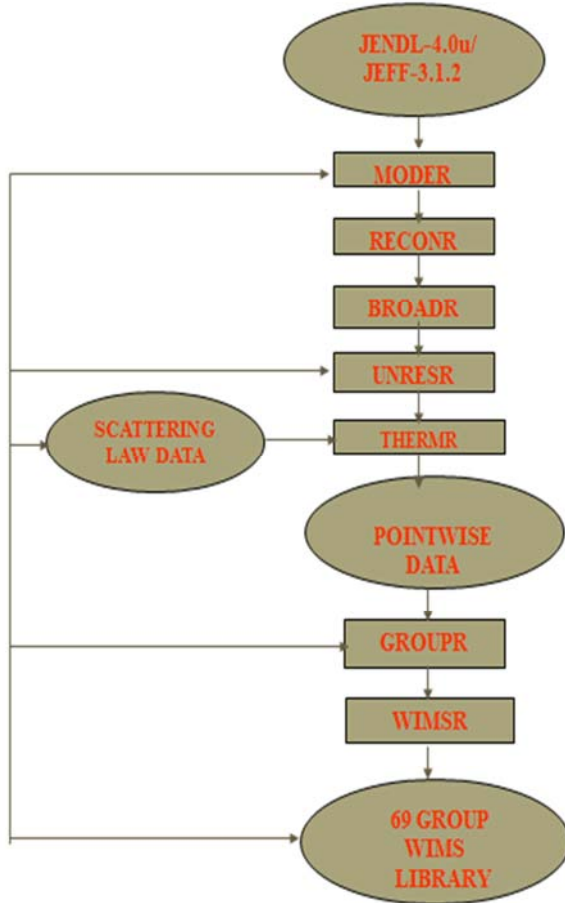 JENDL-4.0u/
JEFF-3.1.2
MODER
RECONR
BROADR
UNRESR
SCATTERING
LAW DATA
THERMR
POINTWISE
DATA
GROUPR
WIMSR
69 GROUP
WIMS
LIBRARY